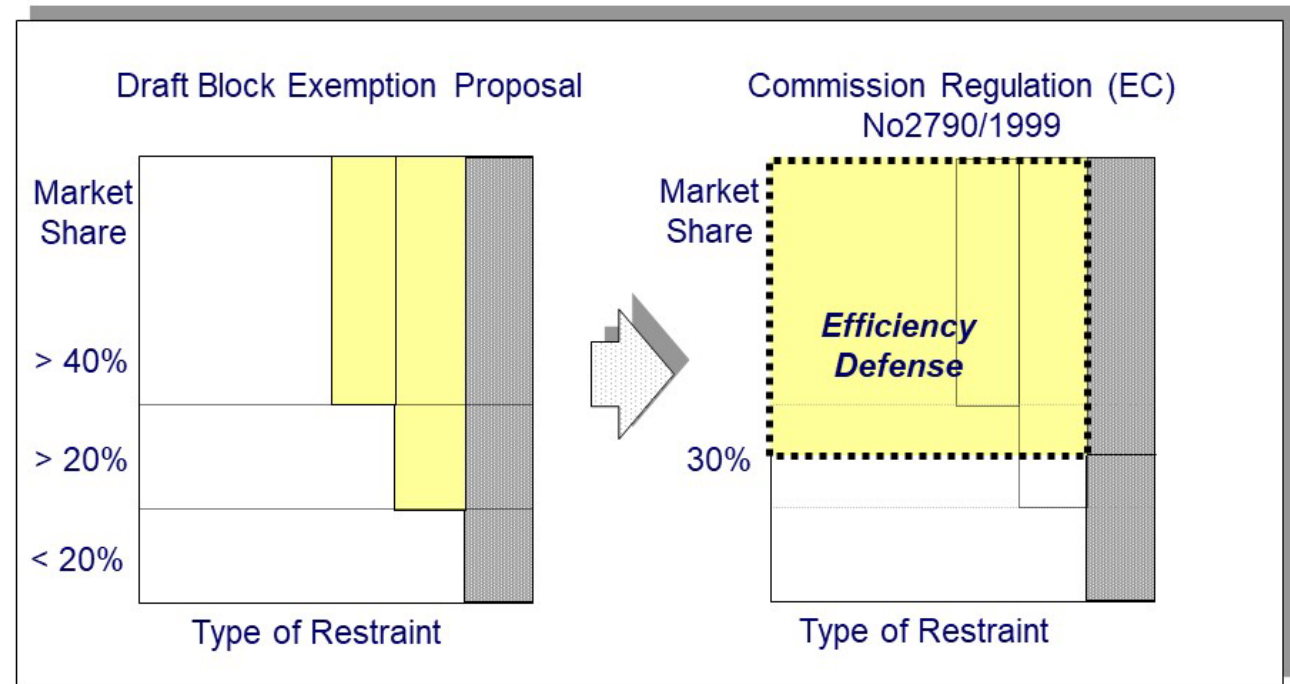 Draft Block Exemption Proposal
Market
Share
> 40%
> 20%
< 20%
Type of Restraint
Commission Regulation (EC)
No2790/1999
Market
Share
Efficiency
Defense
30%
Type of Restraint